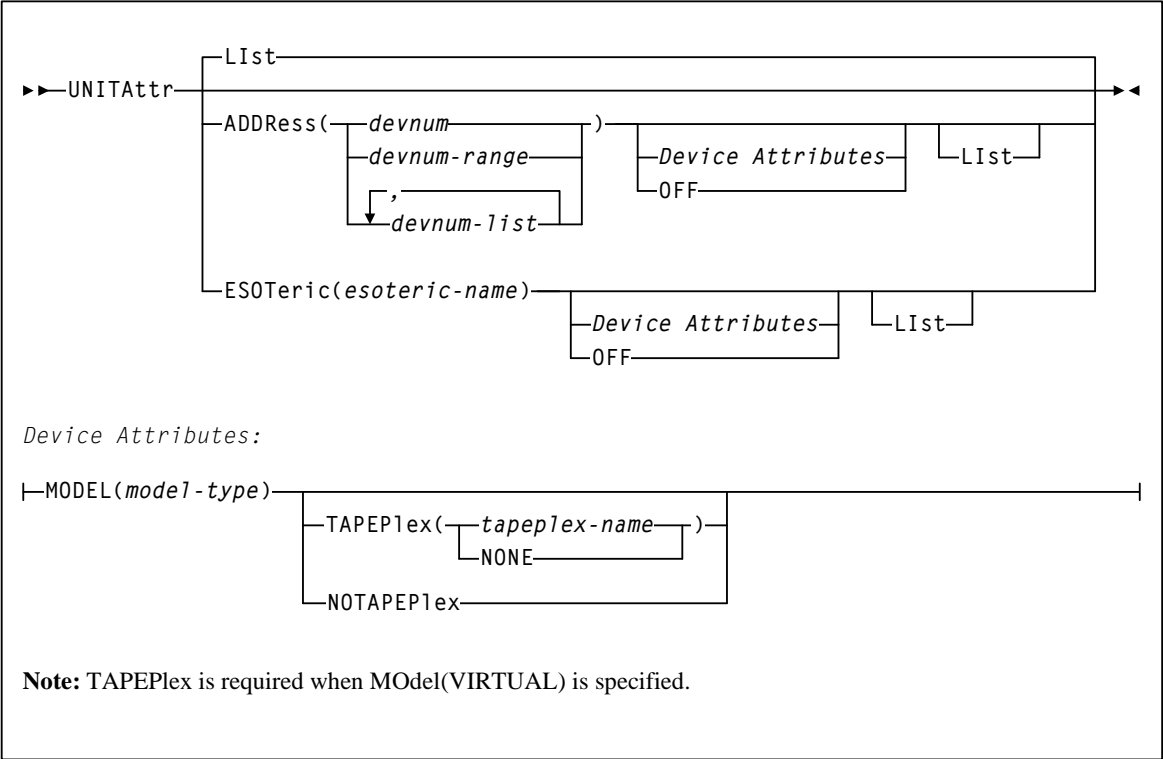 LIst
UNITAttr
ADDRess( devnum )
devnum-range Device Attributes LIst
, OFF
devnum-list
ESOTeric(esoteric-name)
Device Attributes LIst
OFF
Device Attributes:
MODEL(model-type)
TAPEPlex( tapeplex-name )
NONE
NOTAPEPlex
Note: TAPEPlex is required when MOdel(VIRTUAL) is specified.